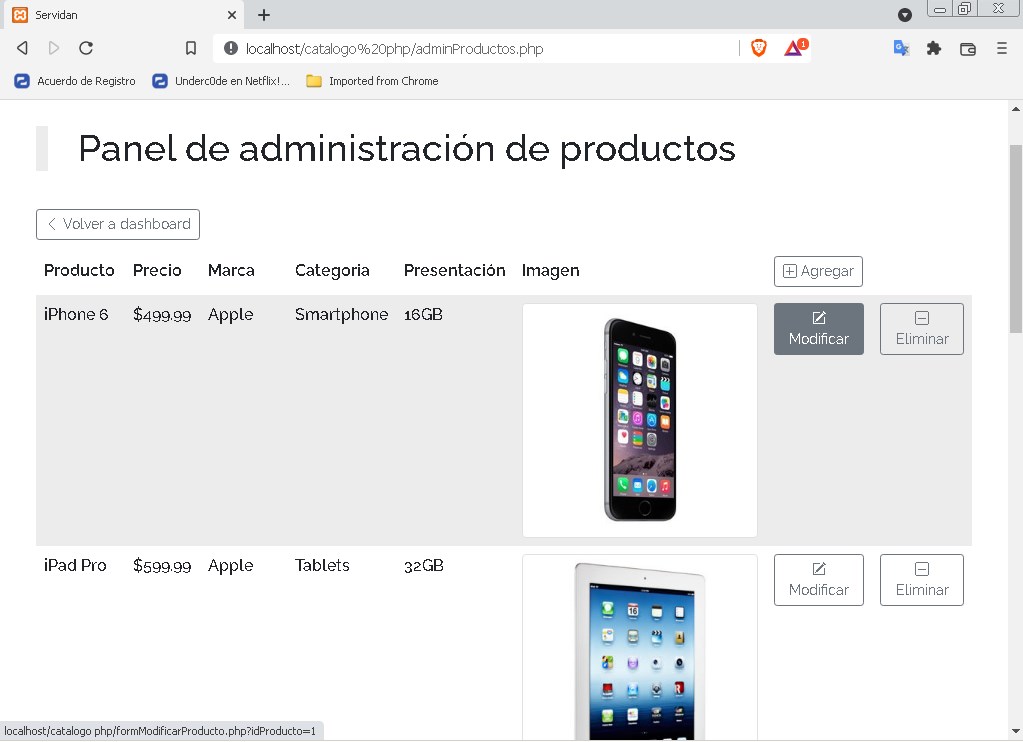 Servidan
localhost/catalogo%20php/adminProductos.php
1
Acuerdo de Registro
Underc0de en Netflix!...
Imported from Chrome
Panel de administración de productos
Volver a dashboard
Producto Precio Marca Categoria Presentación Imagen Agregar
iPhone 6 $499.99 Apple Smartphone 16GB
Modificar Eliminar
iPad Pro $599.99 Apple Tablets 32GB
16
Modificar Eliminar
localhost/catalogo php/formModificarProducto.php?idProducto=1